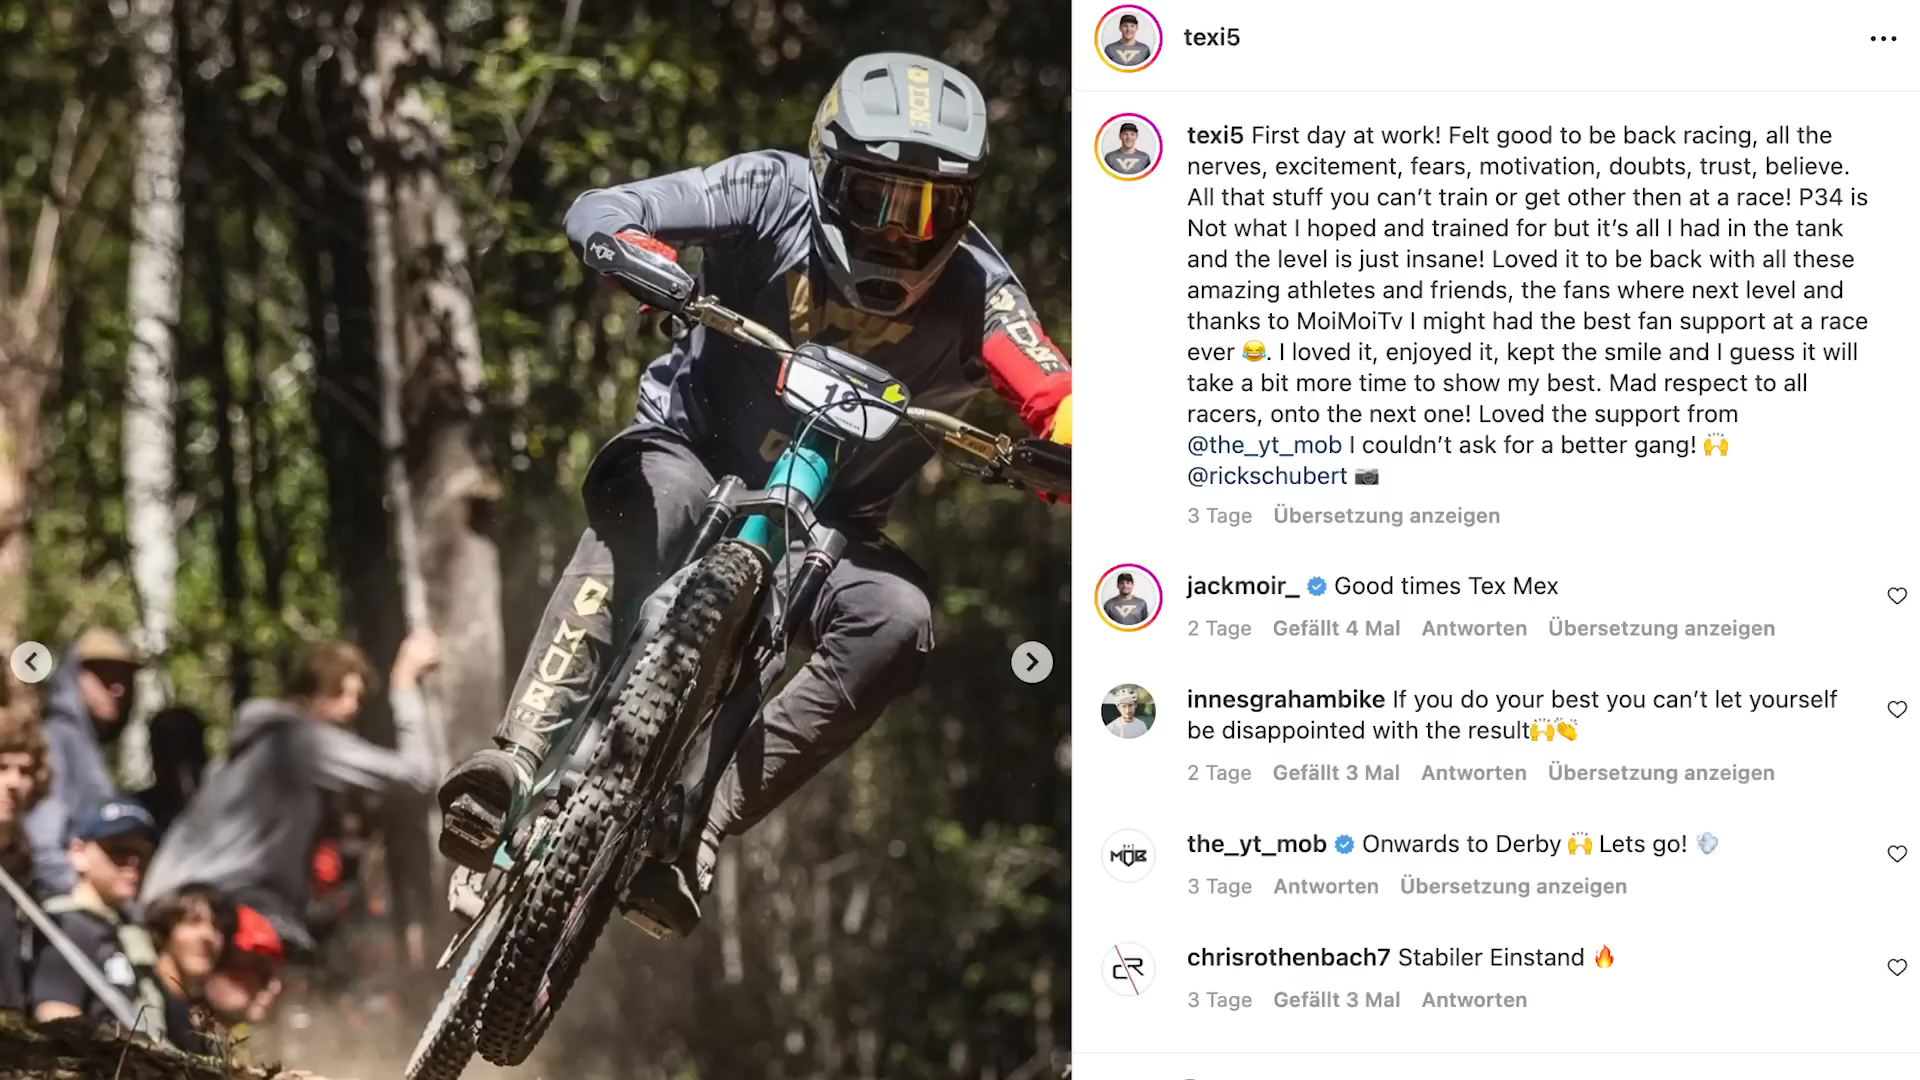 texi5
texi5 First day at work! Felt good to be back racing, all the
nerves, excitement, fears, motivation, doubts, trust, believe.
All that stuff you can’t train or get other then at a race! P34 is
Not what I hoped and trained for but it’s all I had in the tank
and the level is just insane! Loved it to be back with all these
amazing athletes and friends, the fans where next level and
thanks to MoiMoiTv I might had the best fan support at a race
ever 😂. I loved it, enjoyed it, kept the smile and I guess it will
take a bit more time to show my best. Mad respect to all
racers, onto the next one! Loved the support from
@the_yt_mob I couldn’t ask for a better gang! 🙌
@rickschubert 📷
3 Tage Übersetzung anzeigen
jackmoir_ Good times Tex Mex
2 Tage Gefällt 4 Mal Antworten Übersetzung anzeigen
innesgrahambike If you do your best you can’t let yourself
be disappointed with the result🙌👏
2 Tage Gefällt 3 Mal Antworten Übersetzung anzeigen
MOB
the_yt_mob Onwards to Derby 🙌 Lets go! 💨
3 Tage Antworten Übersetzung anzeigen
CR
chrisrothenbach7 Stabiler Einstand 🔥
3 Tage Gefällt 3 Mal Antworten
MOB
MOB